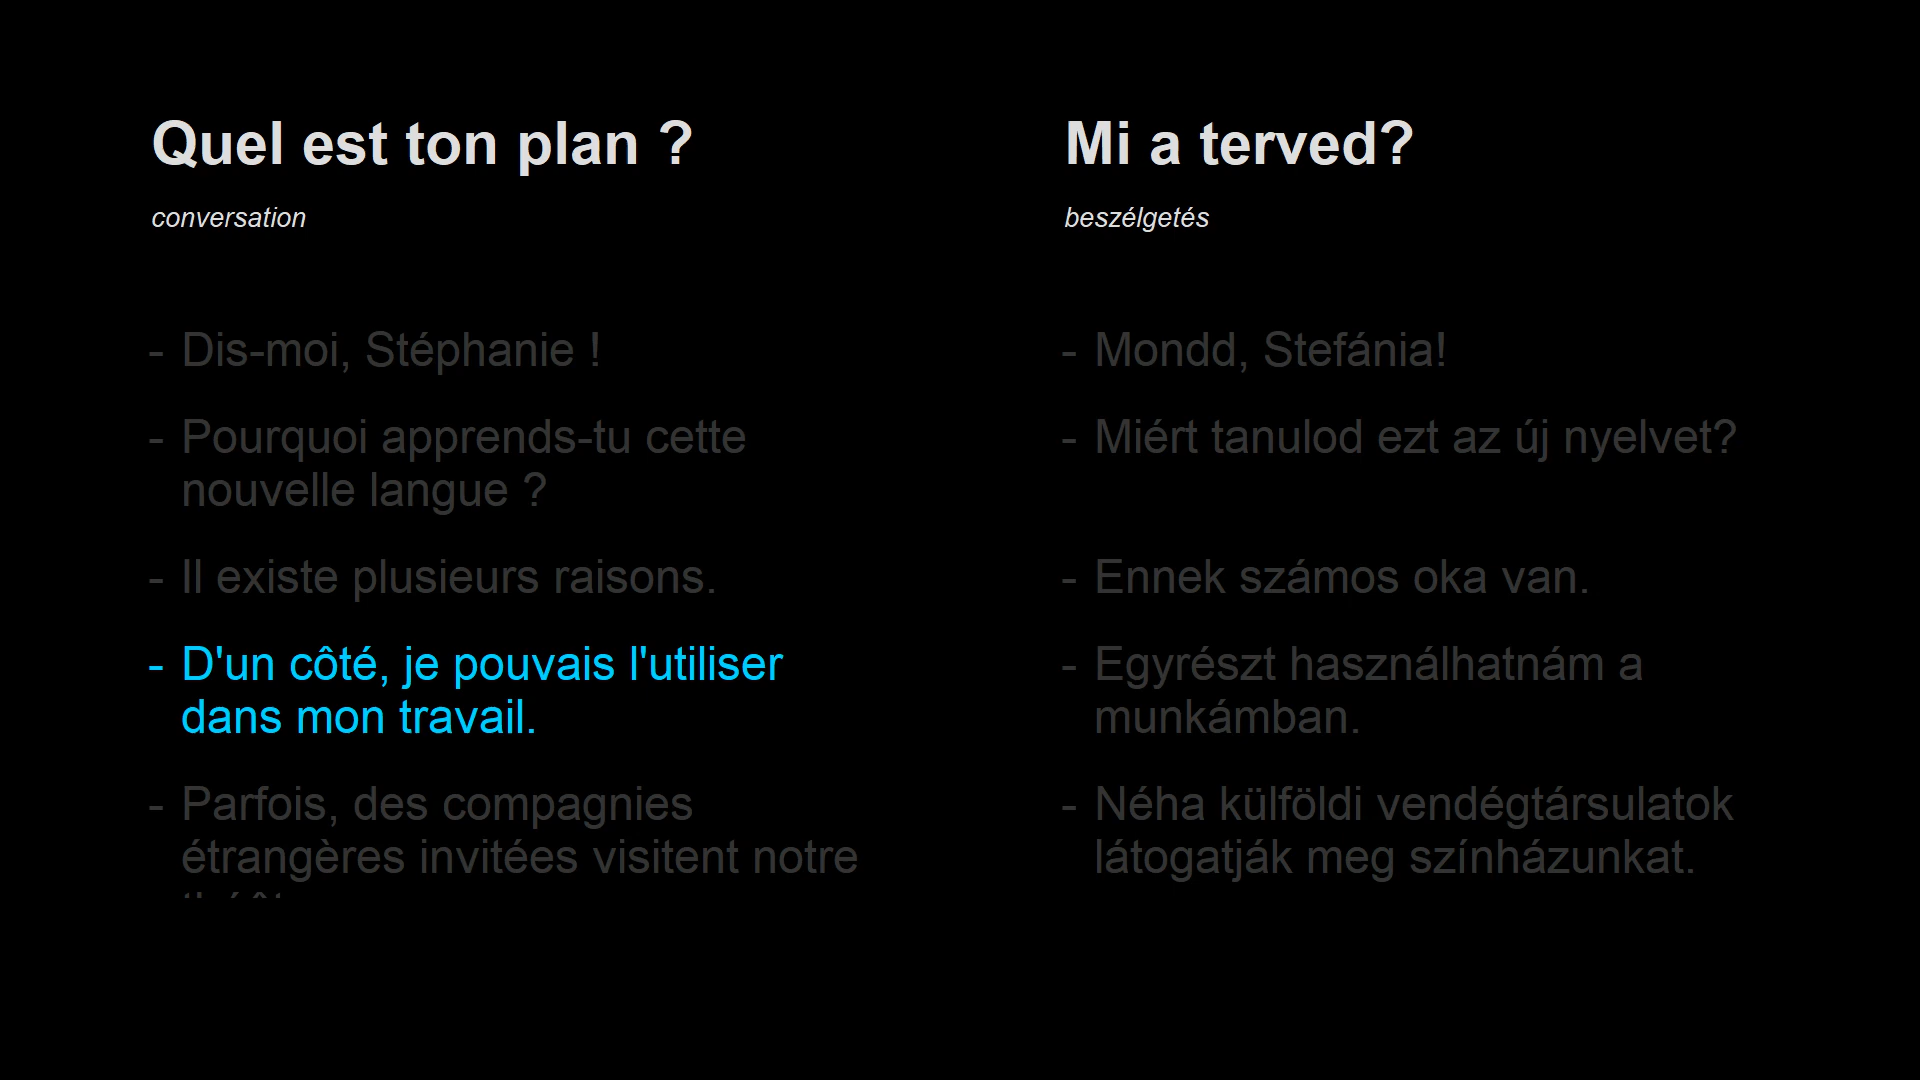 Quel est ton plan ?
conversation
- Dis-moi, Stéphanie !
- Pourquoi apprends-tu cette
nouvelle langue ?
- Il existe plusieurs raisons.
- D'un côté, je pouvais l'utiliser
dans mon travail.
- Parfois, des compagnies
étrangères invitées visitent notre
Mi a terved?
beszélgetés
- Mondd, Stefánia!
- Miért tanulod ezt az új nyelvet?
- Ennek számos oka van.
- Egyrészt használhatnám a
munkámban.
- Néha külföldi vendégtársulatok
látogatják meg színházunkat.